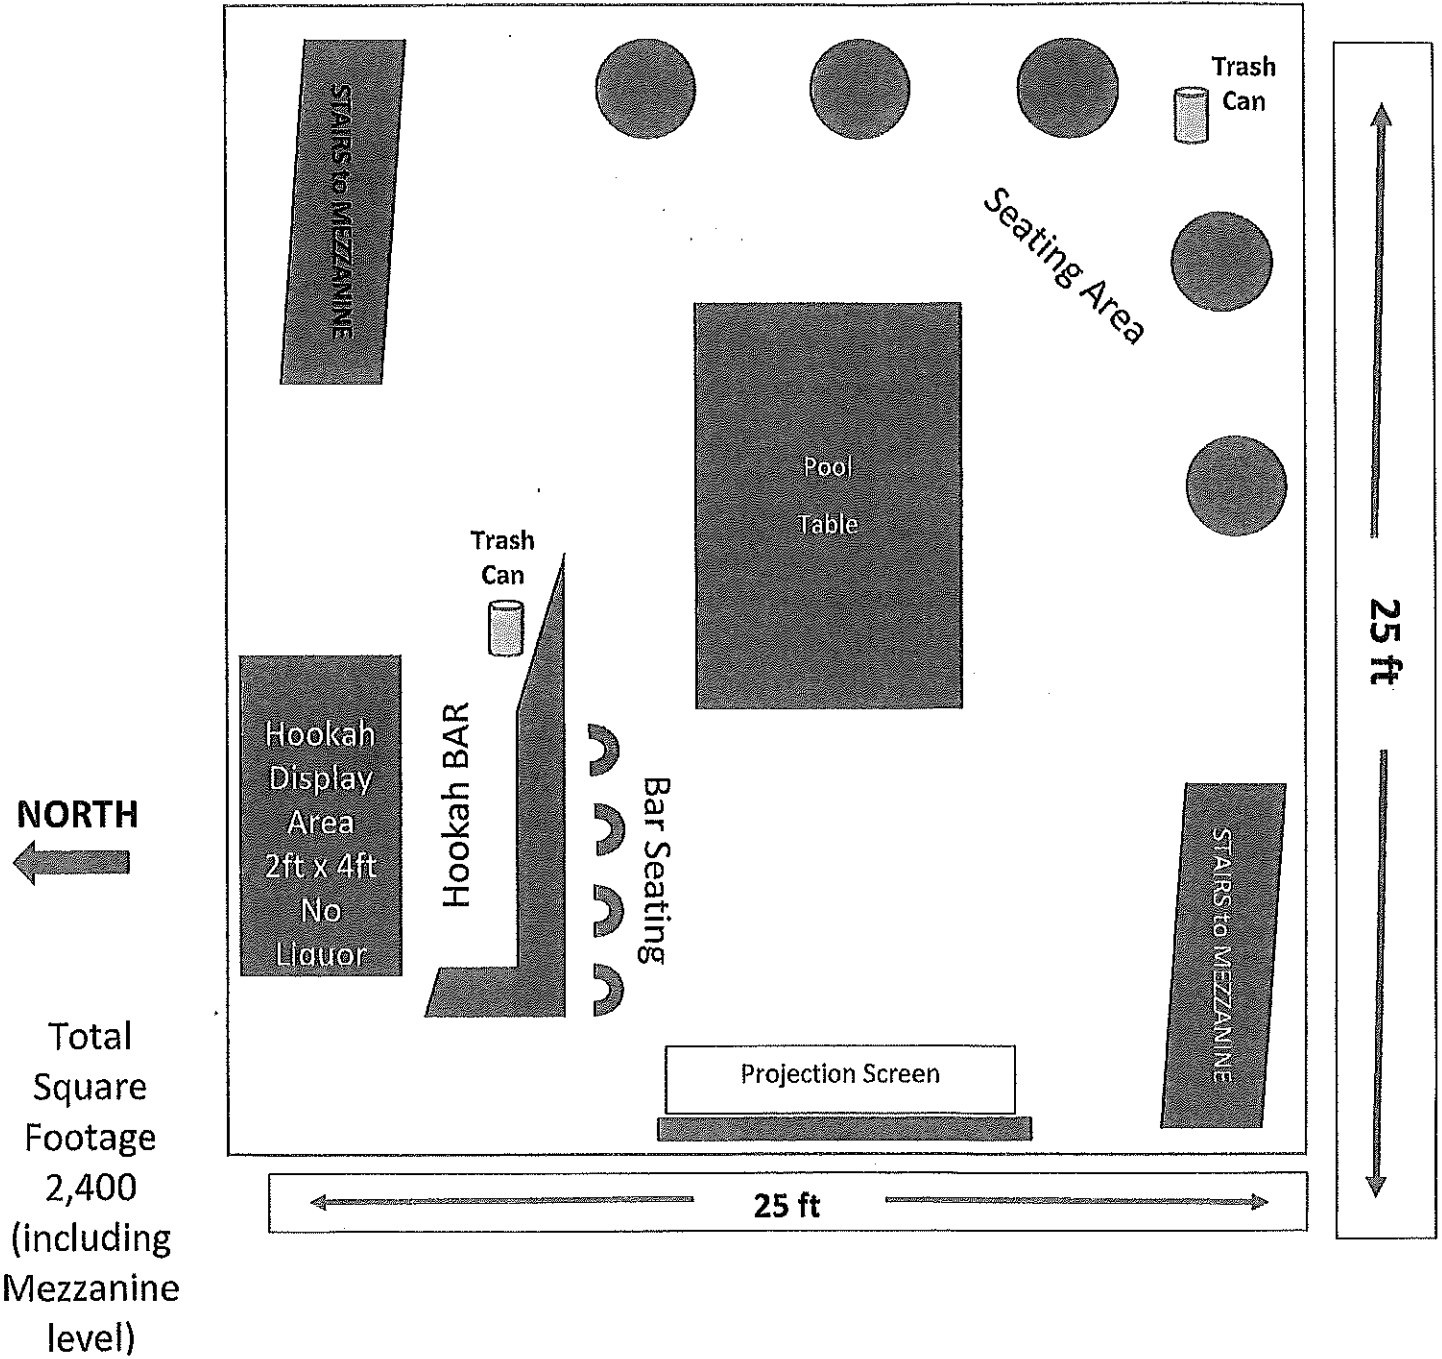 Trash
Can
STAIRS to MEZZANINE
Seating Area
Pool
Table
Trash
Can
25 ft
Hookah
Display
Area
2ft x 4ft
No
Liquor
Hookah BAR
Bar Seating
NORTH
STAIRS to MEZZANINE
Total
Square
Footage
2,400
(including
Mezzanine
level)
Projection Screen
25 ft